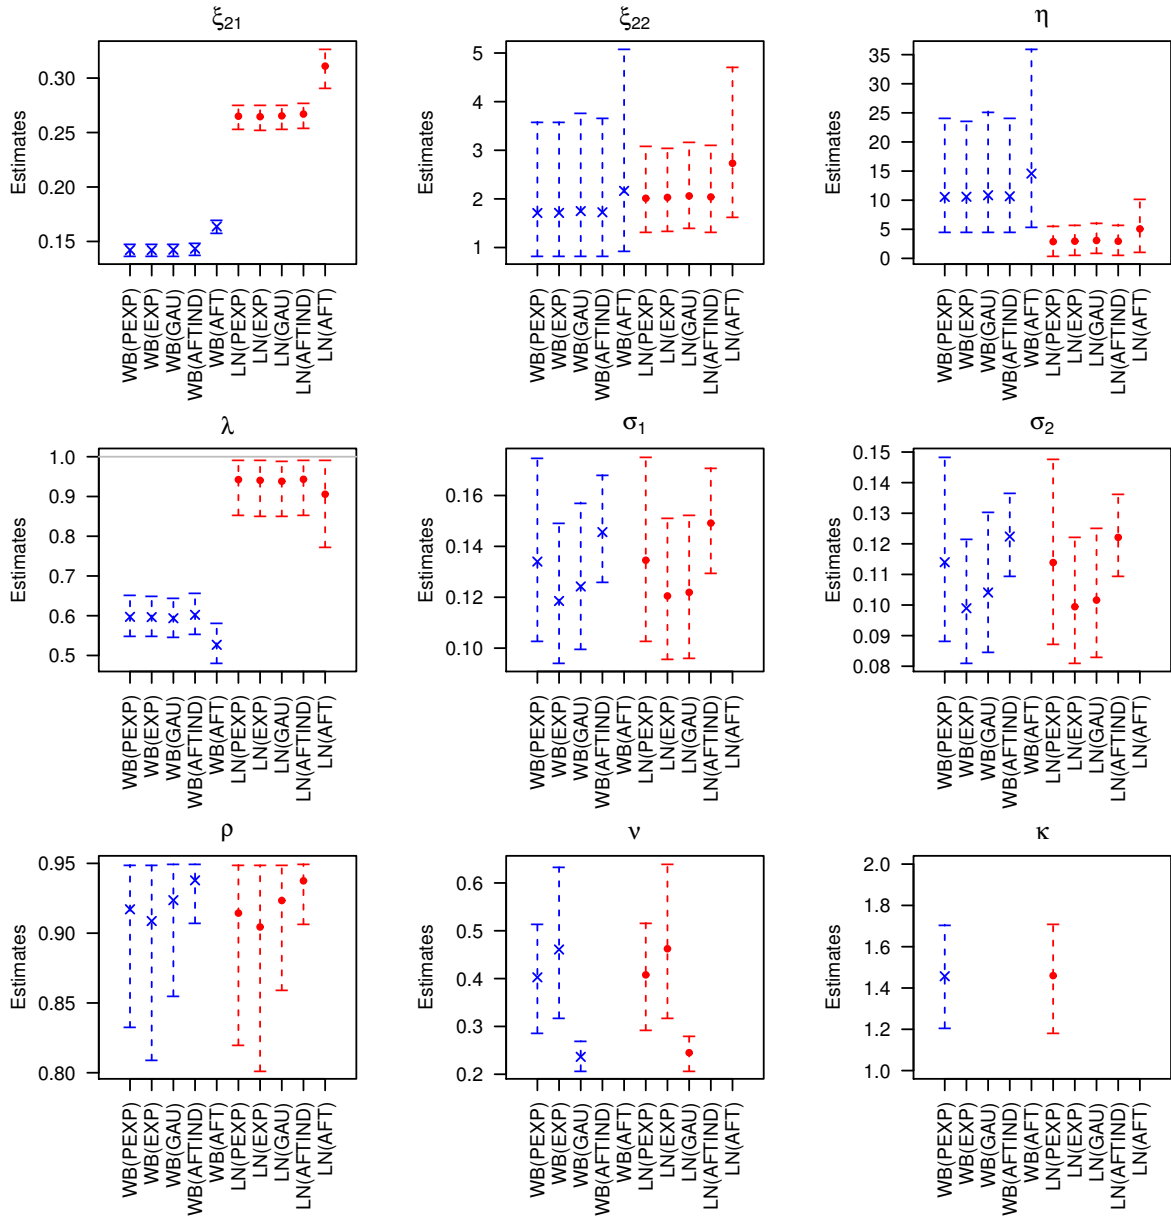 ξ21
Estimates
0.30
0.25
0.20
0.15
WB(PEXP)
WB(EXP)
WB(GAU)
WB(AFTIND)
WB(AFT)
LN(PEXP)
LN(EXP)
LN(GAU)
LN(AFTIND)
LN(AFT)
ξ22
Estimates
5
4
3
2
1
WB(PEXP)
WB(EXP)
WB(GAU)
WB(AFTIND)
WB(AFT)
LN(PEXP)
LN(EXP)
LN(GAU)
LN(AFTIND)
LN(AFT)
η
Estimates
35
30
25
20
15
10
5
0
WB(PEXP)
WB(EXP)
WB(GAU)
WB(AFTIND)
WB(AFT)
LN(PEXP)
LN(EXP)
LN(GAU)
LN(AFTIND)
LN(AFT)
λ
Estimates
1.0
0.9
0.8
0.7
0.6
0.5
WB(PEXP)
WB(EXP)
WB(GAU)
WB(AFTIND)
WB(AFT)
LN(PEXP)
LN(EXP)
LN(GAU)
LN(AFTIND)
LN(AFT)
σ1
Estimates
0.16
0.14
0.12
0.10
WB(PEXP)
WB(EXP)
WB(GAU)
WB(AFTIND)
WB(AFT)
LN(PEXP)
LN(EXP)
LN(GAU)
LN(AFTIND)
LN(AFT)
σ2
Estimates
0.15
0.14
0.13
0.12
0.11
0.10
0.09
0.08
WB(PEXP)
WB(EXP)
WB(GAU)
WB(AFTIND)
WB(AFT)
LN(PEXP)
LN(EXP)
LN(GAU)
LN(AFTIND)
LN(AFT)
ρ
Estimates
0.95
0.90
0.85
0.80
WB(PEXP)
WB(EXP)
WB(GAU)
WB(AFTIND)
WB(AFT)
LN(PEXP)
LN(EXP)
LN(GAU)
LN(AFTIND)
LN(AFT)
ν
Estimates
0.6
0.5
0.4
0.3
0.2
WB(PEXP)
WB(EXP)
WB(GAU)
WB(AFTIND)
WB(AFT)
LN(PEXP)
LN(EXP)
LN(GAU)
LN(AFTIND)
LN(AFT)
κ
Estimates
2.0
1.8
1.6
1.4
1.2
1.0
WB(PEXP)
WB(EXP)
WB(GAU)
WB(AFTIND)
WB(AFT)
LN(PEXP)
LN(EXP)
LN(GAU)
LN(AFTIND)
LN(AFT)